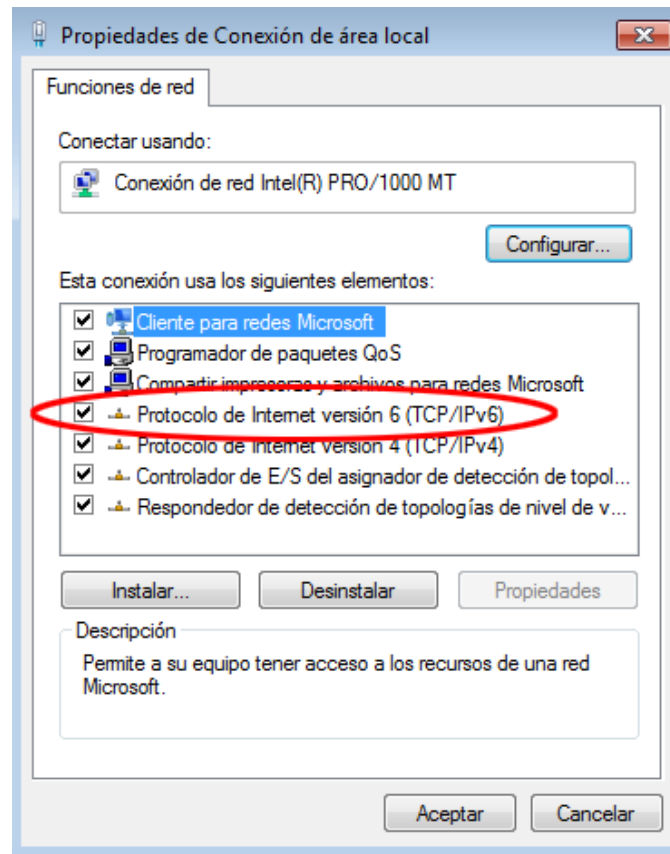 Propiedades de Conexión de área local
Funciones de red
Conectar usando:
Conexión de red Intel(R) PRO/1000 MT
Configurar...
Esta conexión usa los siguientes elementos:
Cliente para redes Microsoft
Programador de paquetes QoS
Compartir impresoras y archivos para redes Microsoft
Protocolo de Internet versión 6 (TCP/IPv6)
Protocolo de Internet versión 4 (TCP/IPv4)
Controlador de E/S del asignador de detección de topol...
Respondedor de detección de topologías de nivel de v...
Instalar... Desinstalar Propiedades
Descripción
Permite a su equipo tener acceso a los recursos de una red
Microsoft.
Aceptar Cancelar